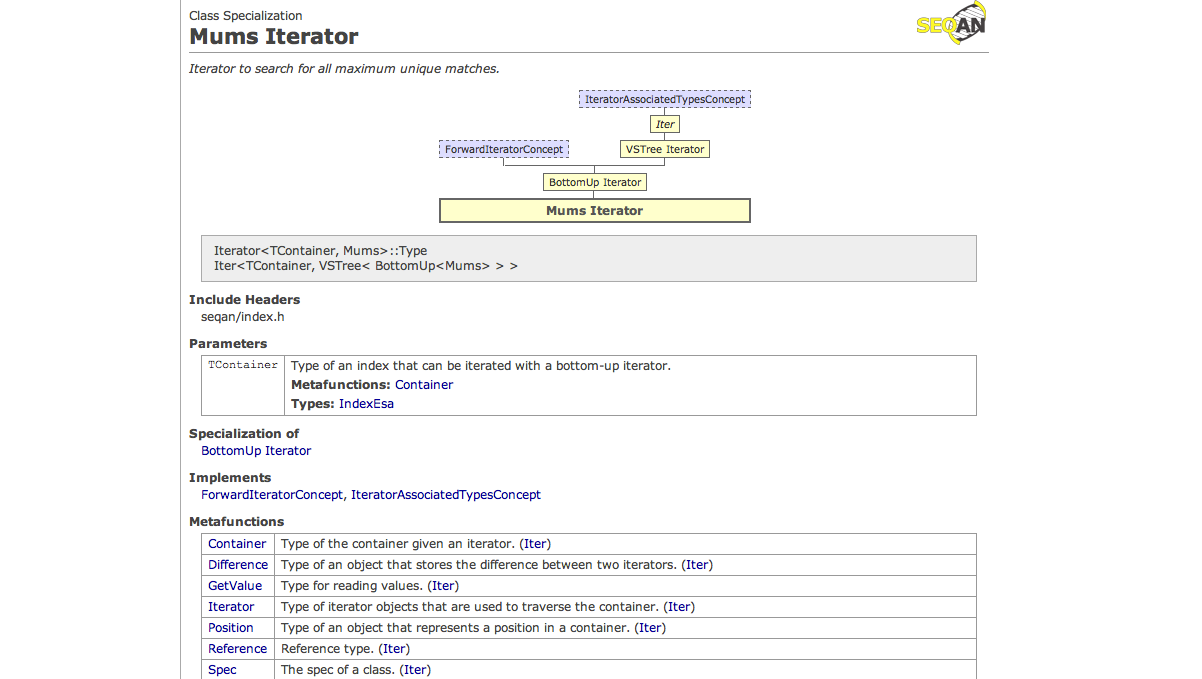 Class Specialization
Mums Iterator
SEQAN
Iterator to search for all maximum unique matches.
IteratorAssociatedTypesConcept
Iter
ForwardIteratorConcept
VSTree Iterator
BottomUp Iterator
Mums Iterator
Iterator<TContainer, Mums>::Type
Iter<TContainer, VSTree< BottomUp<Mums> > >
Include Headers
seqan/index.h
Parameters
TContainer Type of an index that can be iterated with a bottom-up iterator.
Metafunctions: Container
Types: IndexEsa
Specialization of
BottomUp Iterator
Implements
ForwardIteratorConcept, IteratorAssociatedTypesConcept
Metafunctions
Container Type of the container given an iterator. (Iter)
Difference Type of an object that stores the difference between two iterators. (Iter)
GetValue Type for reading values. (Iter)
Iterator Type of iterator objects that are used to traverse the container. (Iter)
Position Type of an object that represents a position in a container. (Iter)
Reference Reference type. (Iter)
Spec The spec of a class. (Iter)